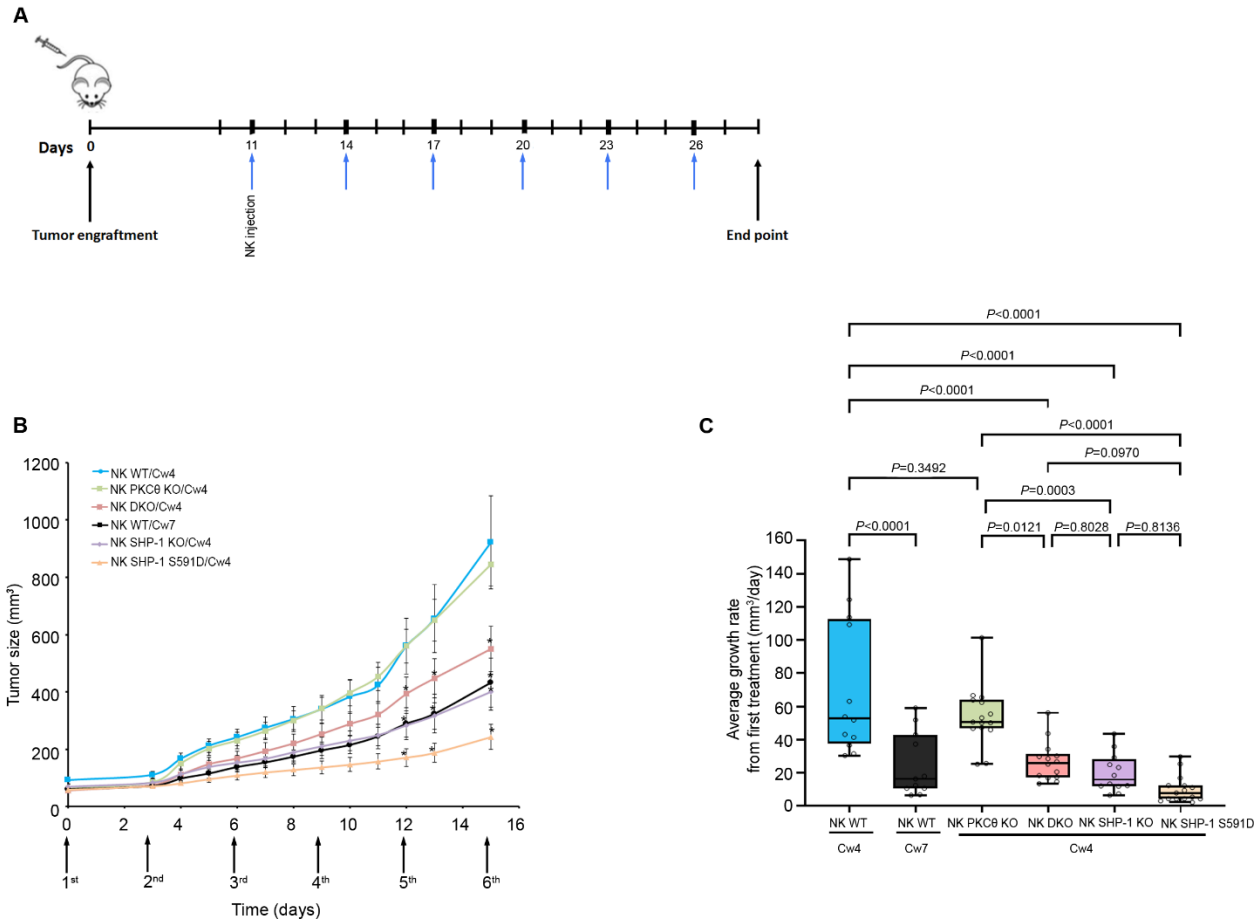 A
Days
0
11
14
17
20
23
26
NK injection
Tumor engraftment
End point
B
1200
1000
800
600
400
200
0
Tumor size (mm³)
NK WT/Cw4
NK PKCθ KO/Cw4
NK DKO/Cw4
NK WT/Cw7
NK SHP-1 KO/Cw4
NK SHP-1 S591D/Cw4
* * * * * * * * * * * *
0 2 4 6 8 10 12 14 16
1st 2nd 3rd 4th 5th 6th
Time (days)
C
P<0.0001
P<0.0001
P<0.0001
P<0.0001
P=0.0970
P=0.3492
P=0.0003
P<0.0001 P=0.0121 P=0.8028 P=0.8136
160
140
120
100
80
60
40
20
0
Average growth rate
from first treatment (mm³/day)
NK WT NK WT NK PKCθ KO NK DKO NK SHP-1 KO NK SHP-1 S591D
Cw4 Cw7 Cw4